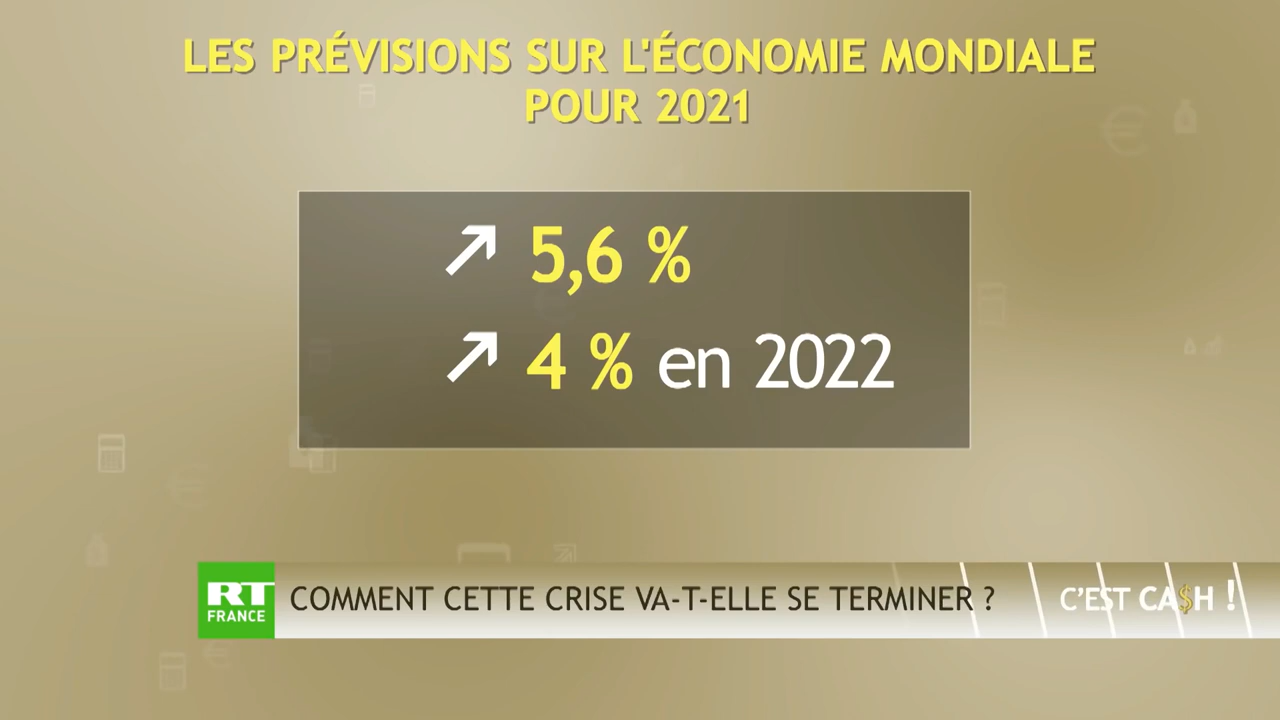 LES PRÉVISIONS SUR L'ÉCONOMIE MONDIALE
POUR 2021
5,6 %
4 % en 2022
RT
FRANCE
COMMENT CETTE CRISE VA-T-ELLE SE TERMINER ?
C'EST CA$H !